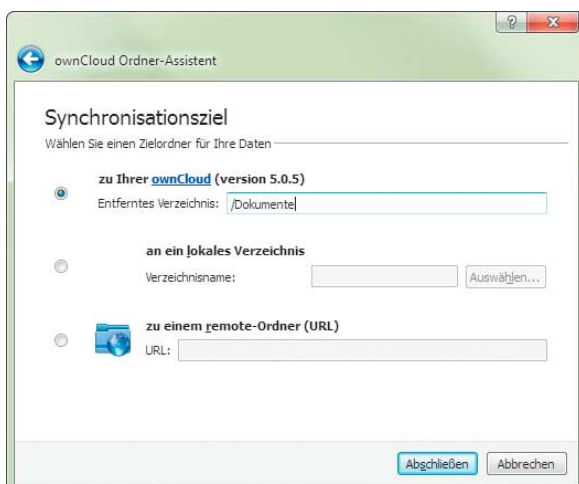 ?
X
ownCloud Ordner-Assistent
Synchronisationsziel
Wählen Sie einen Zielordner für Ihre Daten
zu Ihrer ownCloud (version 5.0.5)
Entferntes Verzeichnis: /Dokumente
an ein lokales Verzeichnis
Verzeichnisname: Auswählen...
zu einem remote-Ordner (URL)
URL:
Abschließen Abbrechen